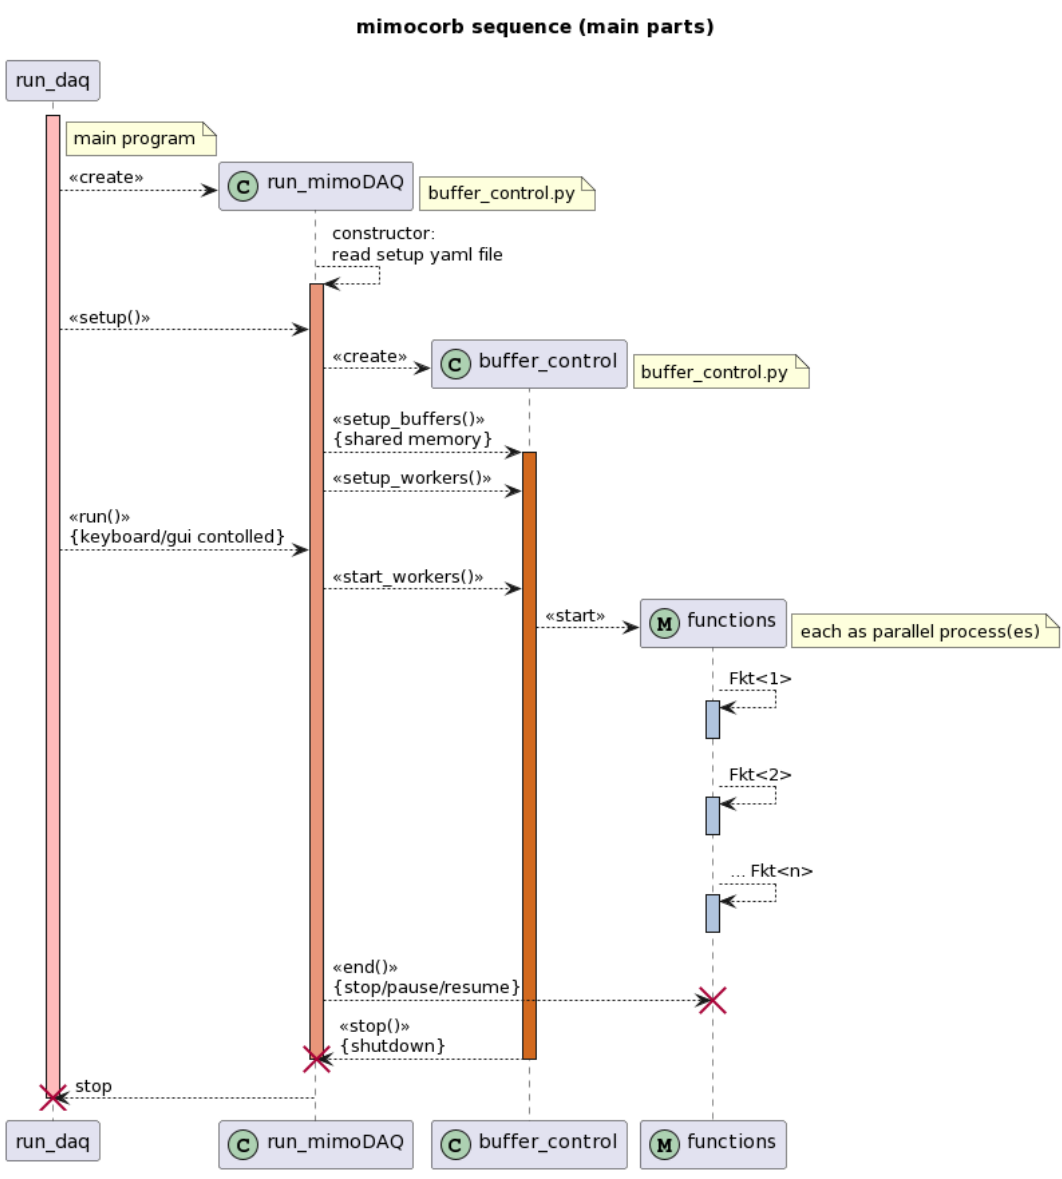 mimocorb sequence (main parts)
run_daq
main program
«create»
C run_mimoDAQ
buffer_control.py
constructor:
read setup yaml file
«setup()»
«create»
C buffer_control
buffer_control.py
«setup_buffers()»
{shared memory}
«setup_workers()»
«run()»
{keyboard/gui contolled}
«start_workers()»
«start»
M functions
each as parallel process(es)
Fkt<1>
Fkt<2>
... Fkt<n>
«end()»
{stop/pause/resume}
«stop()»
{shutdown}
stop
run_daq
C run_mimoDAQ
C buffer_control
M functions